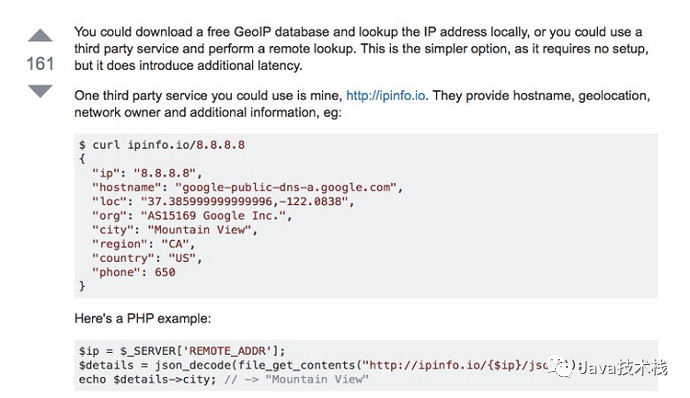 You could download a free GeoIP database and lookup the IP address locally, or you could use a
161
third party service and perform a remote lookup. This is the simpler option, as it requires no setup,
but it does introduce additional latency.
One third party service you could use is mine, http://ipinfo.io. They provide hostname, geolocation,
network owner and additional information, eg:
$ curl ipinfo.io/8.8.8.8
{
"ip": "8.8.8.8",
"hostname": "google-public-dns-a.google.com",
"loc": "37.385999999999996,-122.0838",
"org": "AS15169 Google Inc.",
"city": "Mountain View",
"region": "CA",
"country": "US",
"phone": 650
}
Here's a PHP example:
$ip = $_SERVER['REMOTE_ADDR'];
$details = json_decode(file_get_contents("http://ipinfo.io/{$ip}/js
echo $details->city; // -> "Mountain View"
Java技术栈